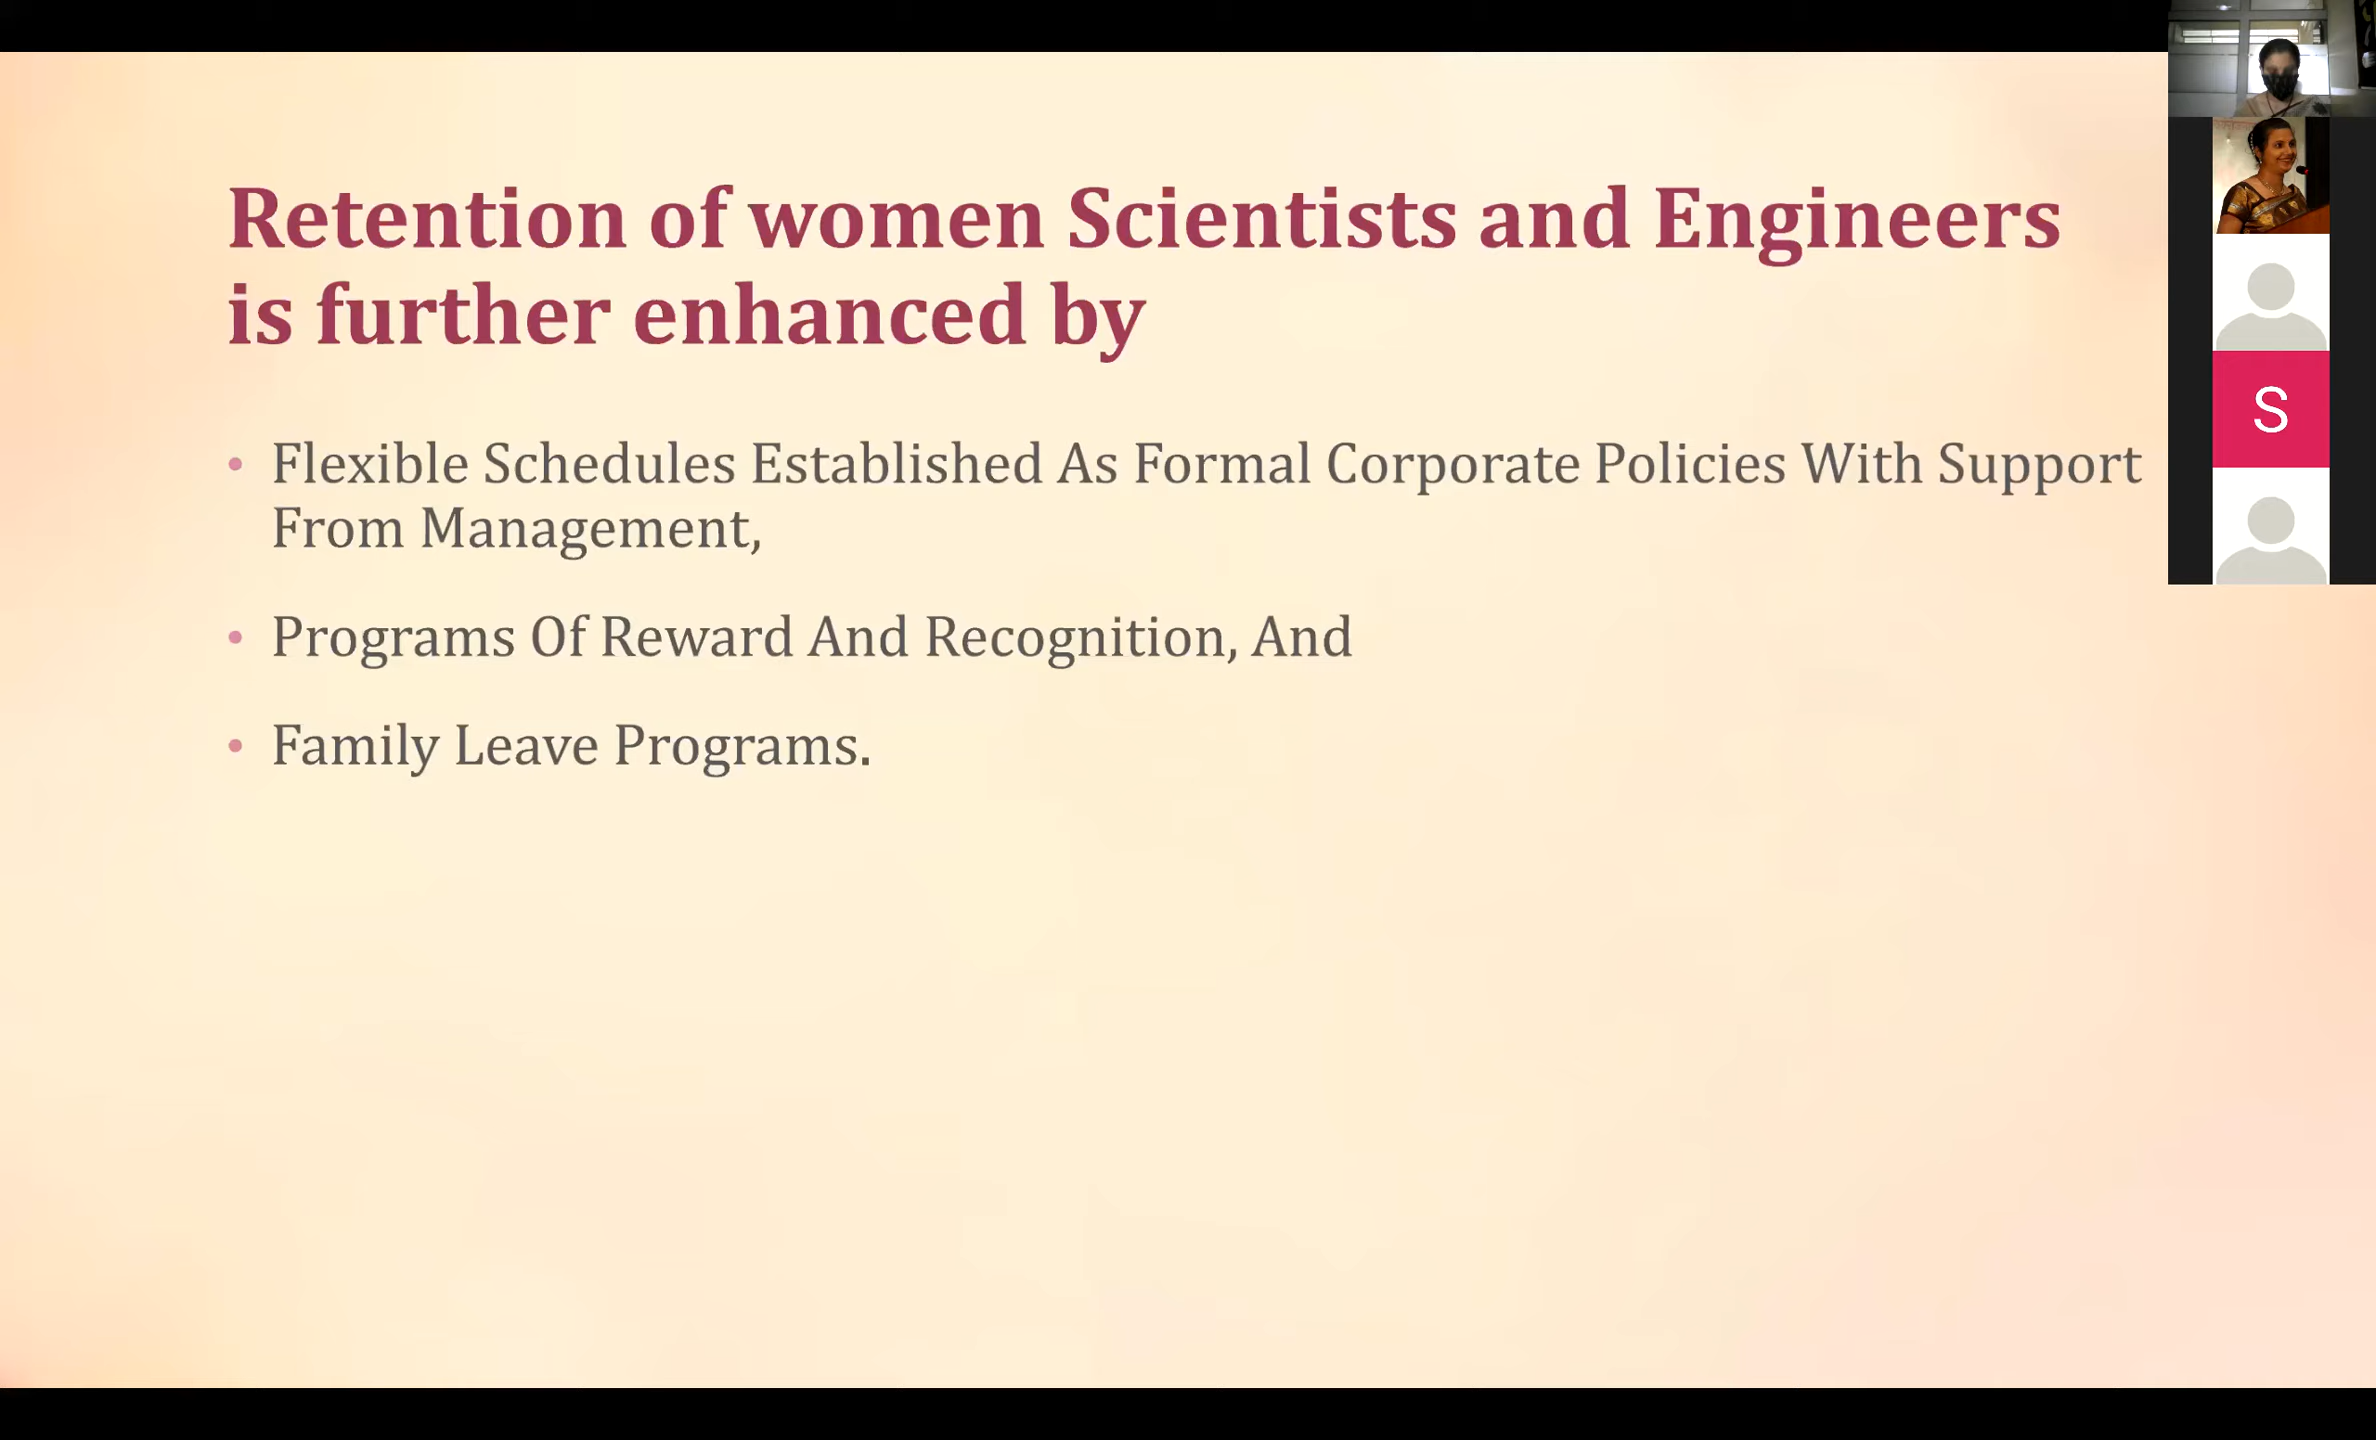 Retention of women Scientists and Engineers
is further enhanced by
• Flexible Schedules Established As Formal Corporate Policies With Support
From Management,
• Programs Of Reward And Recognition, And
• Family Leave Programs.
S